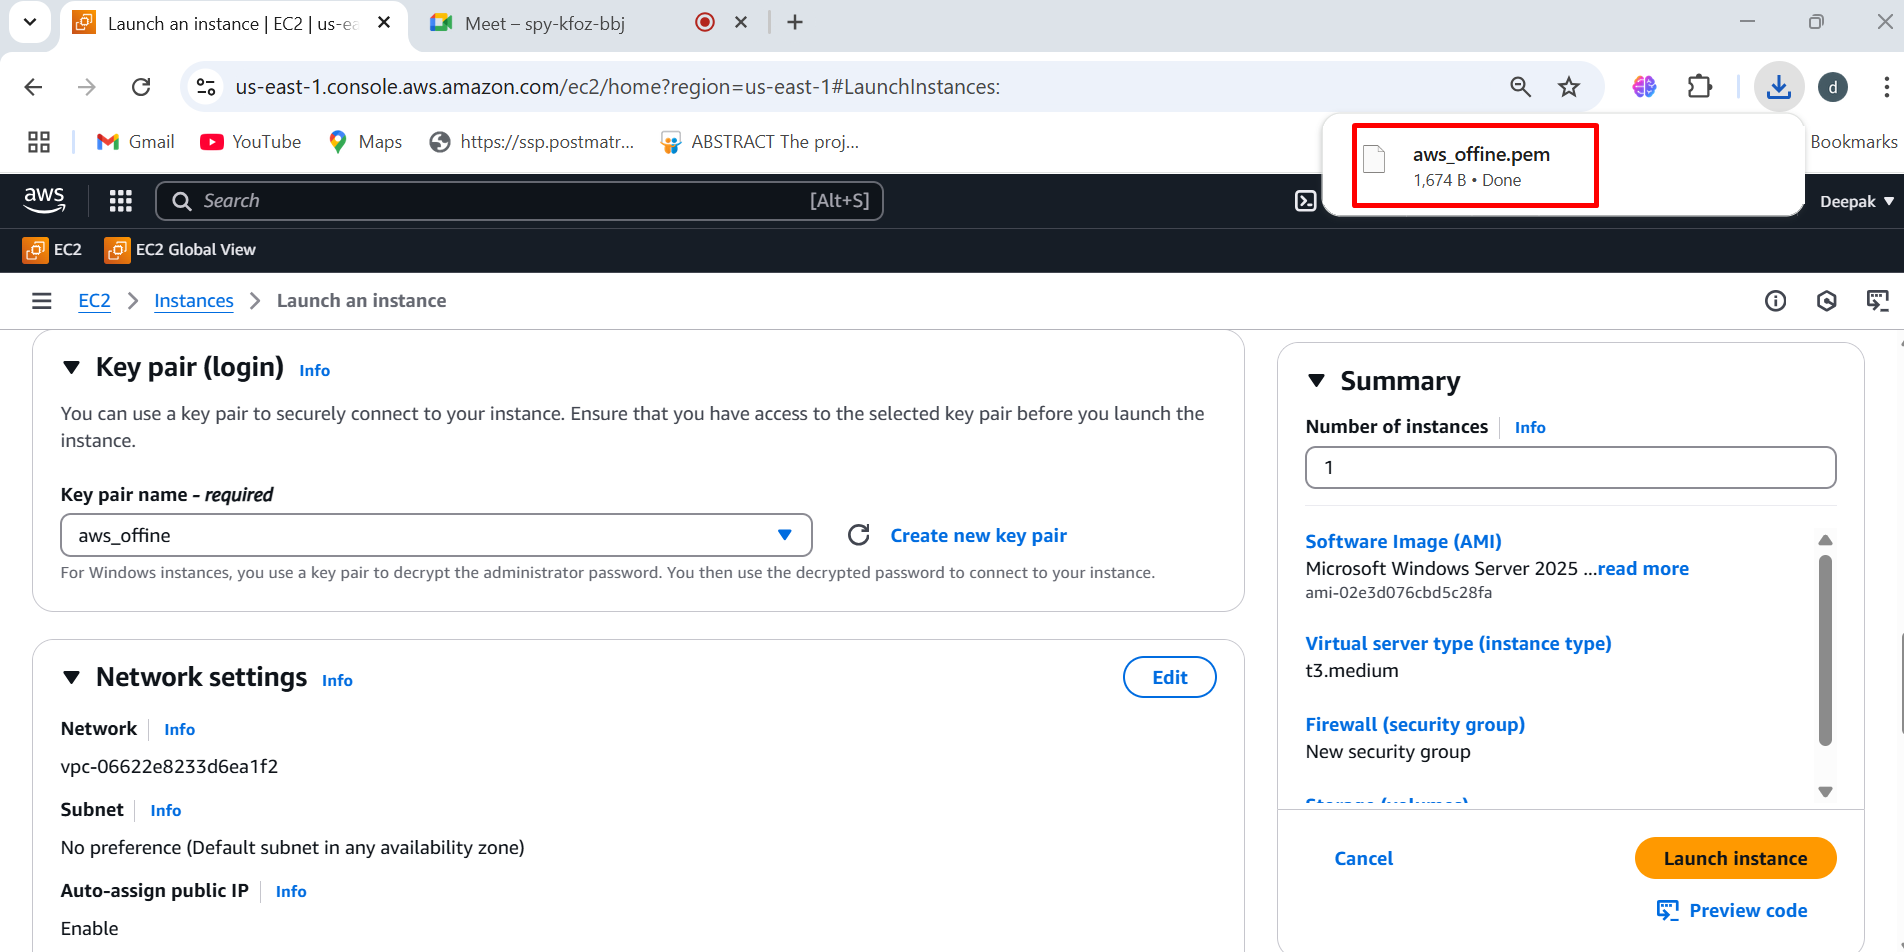 Launch an instance | EC2 | us-ea
Meet – spy-kfoz-bbj
us-east-1.console.aws.amazon.com/ec2/home?region=us-east-1#LaunchInstances:
d
Gmail
YouTube
Maps
https://ssp.postmatr...
ABSTRACT The proj...
Bookmarks
aws_offine.pem
1,674 B • Done
aws
Search
[Alt+S]
Deepak
EC2
EC2 Global View
EC2
Instances
Launch an instance
Key pair (login) Info
You can use a key pair to securely connect to your instance. Ensure that you have access to the selected key pair before you launch the
instance.
Key pair name - required
aws_offine
Create new key pair
For Windows instances, you use a key pair to decrypt the administrator password. You then use the decrypted password to connect to your instance.
Network settings Info
Edit
Network Info
vpc-06622e8233d6ea1f2
Subnet Info
No preference (Default subnet in any availability zone)
Auto-assign public IP Info
Enable
Summary
Number of instances Info
1
Software Image (AMI)
Microsoft Windows Server 2025 ...read more
ami-02e3d076cbd5c28fa
Virtual server type (instance type)
t3.medium
Firewall (security group)
New security group
Storage (volumes)
Cancel
Launch instance
Preview code